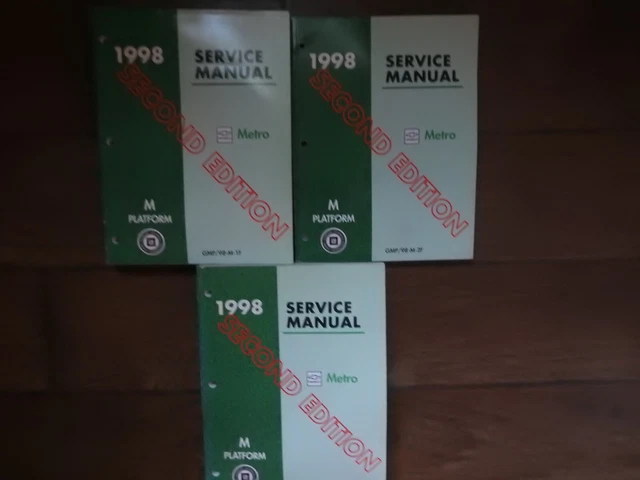 1998
SERVICE
MANUAL
SECOND EDITION
Metro
M
PLATFORM
1998
SERVICE
MANUAL
SECOND EDITION
Metro
M
PLATFORM
1998
SERVICE
MANUAL
SECOND EDITION
Metro
M
PLATFORM